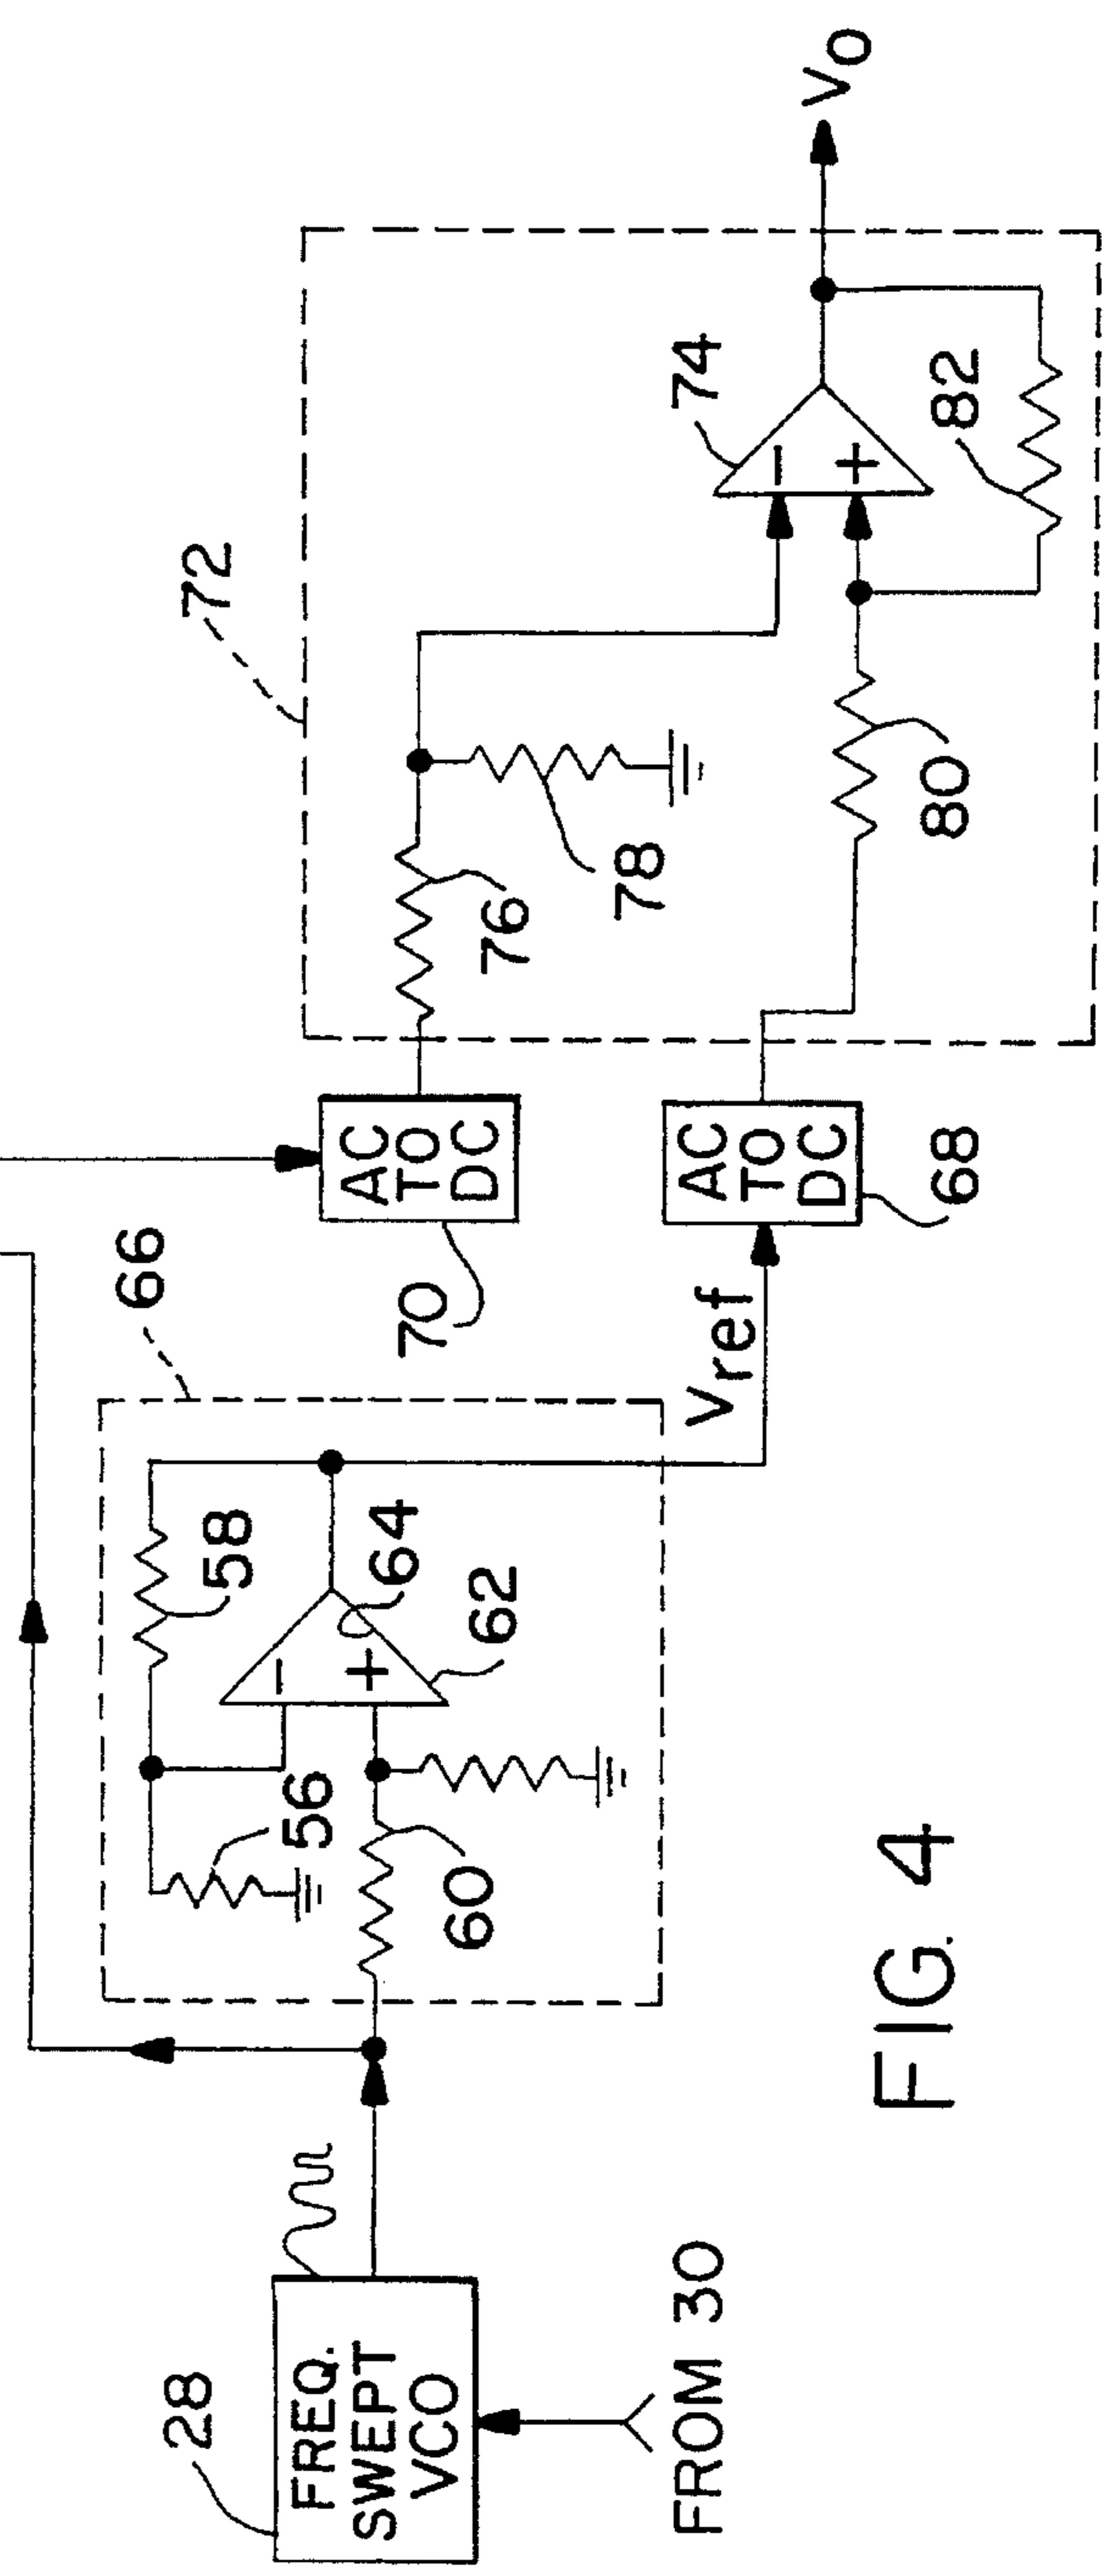 28
FREQ.
SWEPT
VCO
FROM 30
66
58
56
−
+
64
62
60
Vref
70
AC
TO
DC
AC
TO
DC
68
72
76
78
80
74
−
+
82
VO
FIG. 4